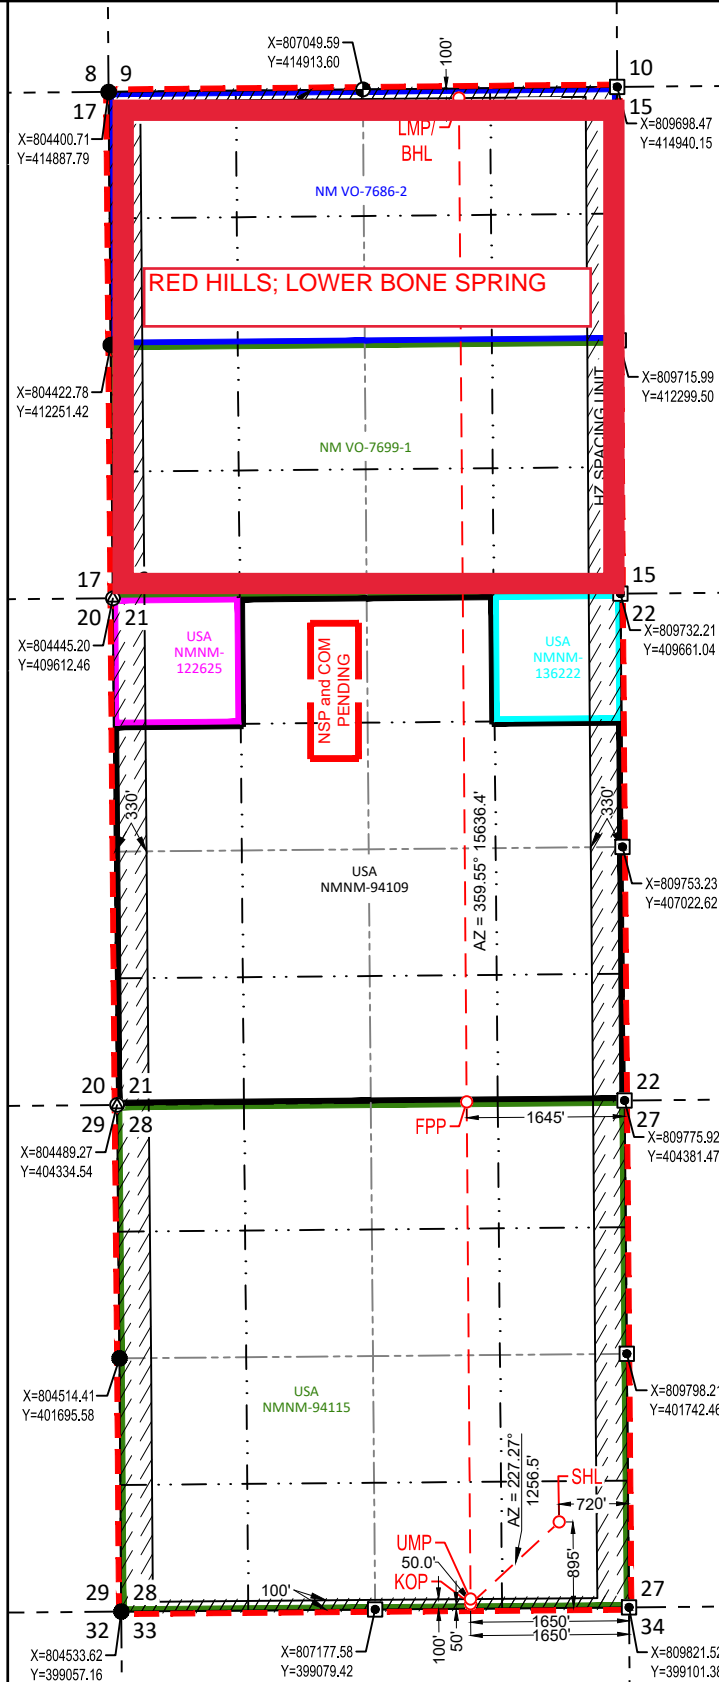 X=807049.59
Y=414913.60
100'
8 9
10
17
15
X=804400.71
Y=414887.79
X=809698.47
Y=414940.15
LMP/
BHL
NM VO-7686-2
RED HILLS; LOWER BONE SPRING
X=804422.78
Y=412251.42
X=809715.99
Y=412299.50
HZ SPACING UNIT
NM VO-7699-1
17
15
20 21
22
X=804445.20
Y=409612.46
X=809732.21
Y=409661.04
USA
NMNM-
122625
NSP and COM
PENDING
USA
NMNM-
136222
330'
330'
USA
NMNM-94109
AZ = 359.55° 15636.4'
X=809753.23
Y=407022.62
20 21
22
29 28
27
FPP
1645'
X=804489.27
Y=404334.54
X=809775.92
Y=404381.47
X=804514.41
Y=401695.58
X=809798.21
Y=401742.46
USA
NMNM-94115
AZ = 227.27°
1256.5'
SHL
720'
895'
UMP
50.0'
KOP
29 28
27
100'
32 33
34
100'
50'
1650'
1650'
X=804533.62
Y=399057.16
X=807177.58
Y=399079.42
X=809821.52
Y=399101.38